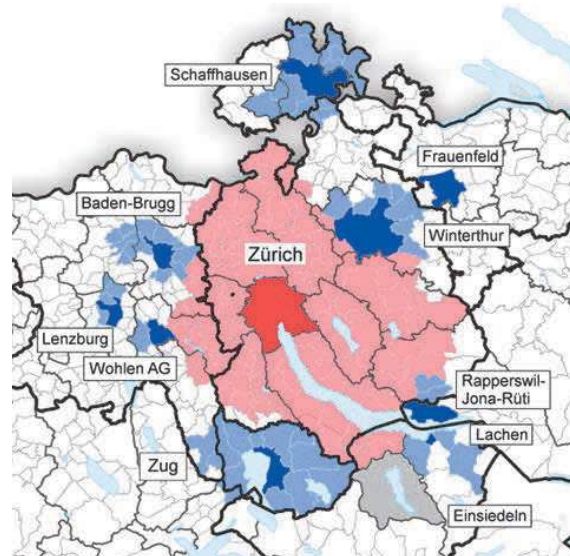 Schaffhausen
Frauenfeld
Baden-Brugg
Winterthur
Zürich
Lenzburg
Wohlen AG
Rapperswil-
Jona-Rüti
Lachen
Zug
Einsiedeln